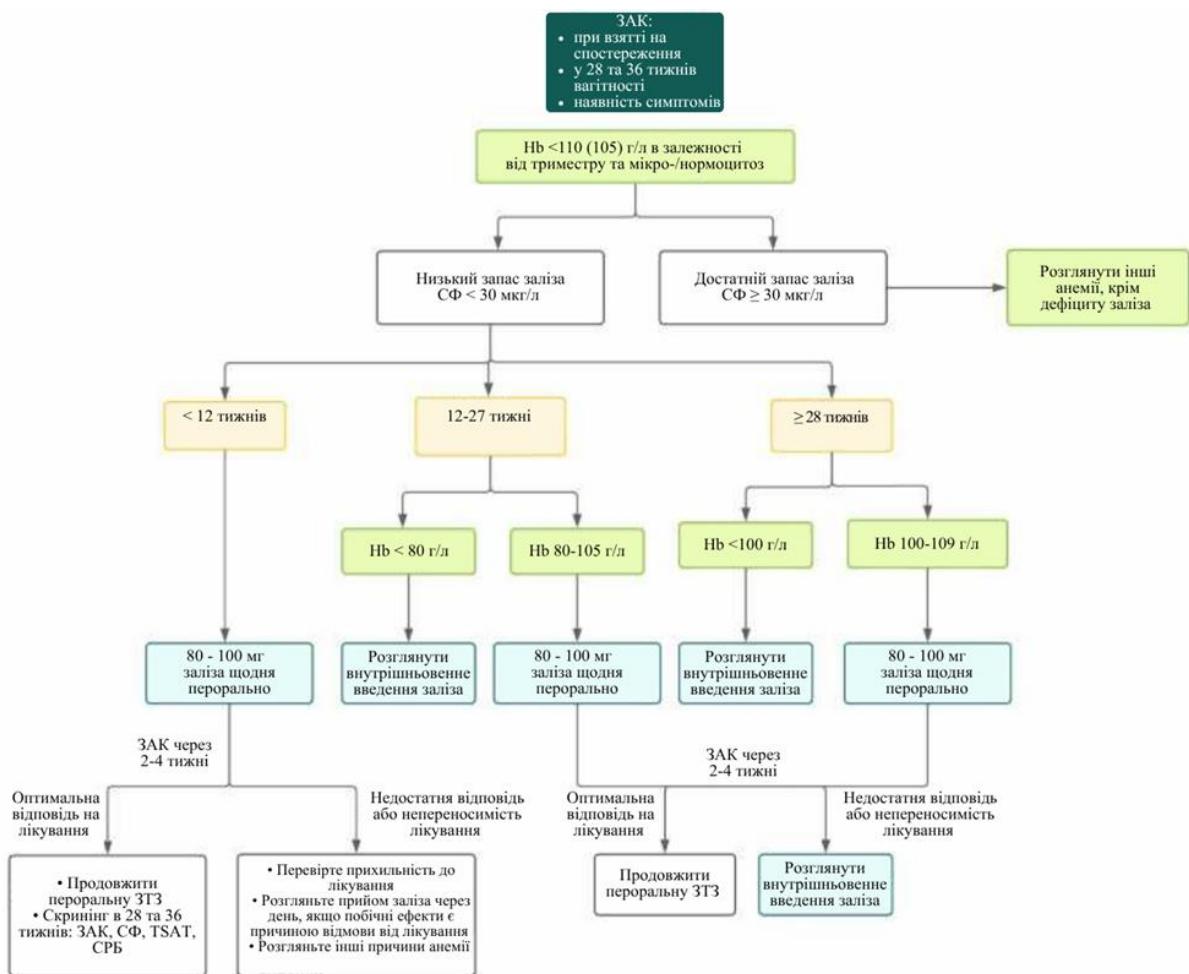 ЗАК:
• при взятті на
спостереження
• у 28 та 36 тижнів
вагітності
• наявність симптомів
Hb <110 (105) г/л в залежності
від триместру та мікро-/нормоцитоз
Низький запас заліза
СФ < 30 мкг/л
Достатній запас заліза
СФ ≥ 30 мкг/л
Розглянути інші
анемії, крім
дефіциту заліза
< 12 тижнів
12-27 тижні
≥ 28 тижнів
Hb < 80 г/л
Hb 80-105 г/л
Hb <100 г/л
Hb 100-109 г/л
80 - 100 мг
заліза щодня
перорально
Розглянути
внутрішньовенне
введення заліза
80 - 100 мг
заліза щодня
перорально
Розглянути
внутрішньовенне
введення заліза
80 - 100 мг
заліза щодня
перорально
ЗАК через
2-4 тижні
Оптимальна
відповідь на
лікування
Недостатня відповідь
або непереносимість
лікування
ЗАК через
2-4 тижні
Оптимальна
відповідь на
лікування
Недостатня відповідь
або непереносимість
лікування
• Продовжити
пероральну ЗТЗ
• Скринінг в 28 та 36
тижнів: ЗАК, СФ, TSAT,
СРБ
• Перевірте прихильність до
лікування
• Розгляньте прийом заліза через
день, якщо побічні ефекти є
причиною відмови від лікування
• Розгляньте інші причини анемії
Продовжити
пероральну ЗТЗ
Розглянути
внутрішньовенне
введення заліза